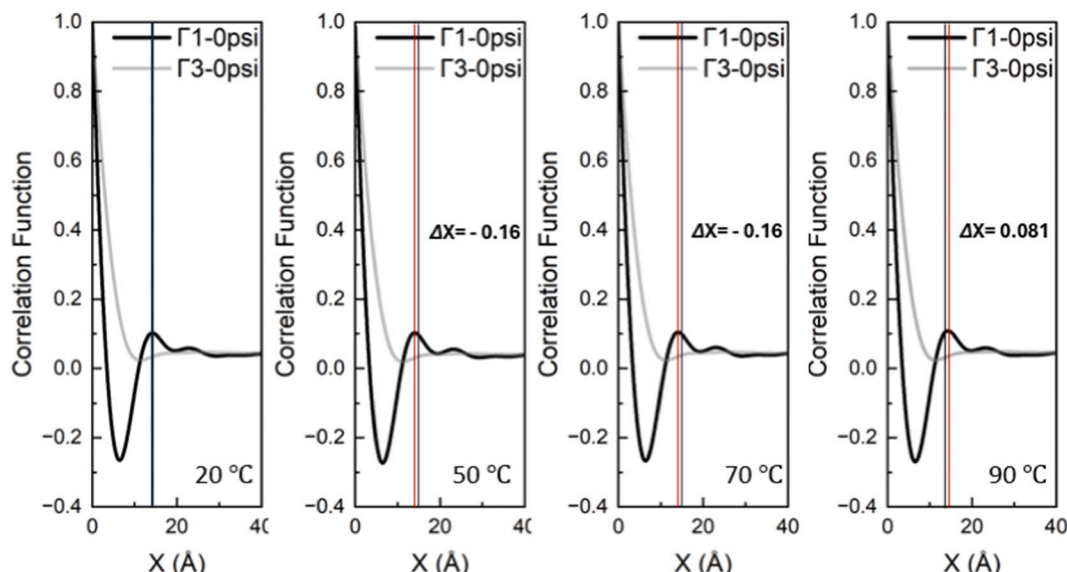 1.0
0.8
0.6
0.4
0.2
0.0
−0.2
−0.4
Correlation Function
Γ1-0psi
Γ3-0psi
20 °C
0 20 40
X (Å)
1.0
0.8
0.6
0.4
0.2
0.0
−0.2
−0.4
Correlation Function
Γ1-0psi
Γ3-0psi
ΔX= - 0.16
50 °C
0 20 40
X (Å)
1.0
0.8
0.6
0.4
0.2
0.0
−0.2
−0.4
Correlation Function
Γ1-0psi
Γ3-0psi
ΔX= - 0.16
70 °C
0 20 40
X (Å)
1.0
0.8
0.6
0.4
0.2
0.0
−0.2
−0.4
Correlation Function
Γ1-0psi
Γ3-0psi
ΔX= 0.081
90 °C
0 20 40
X (Å)